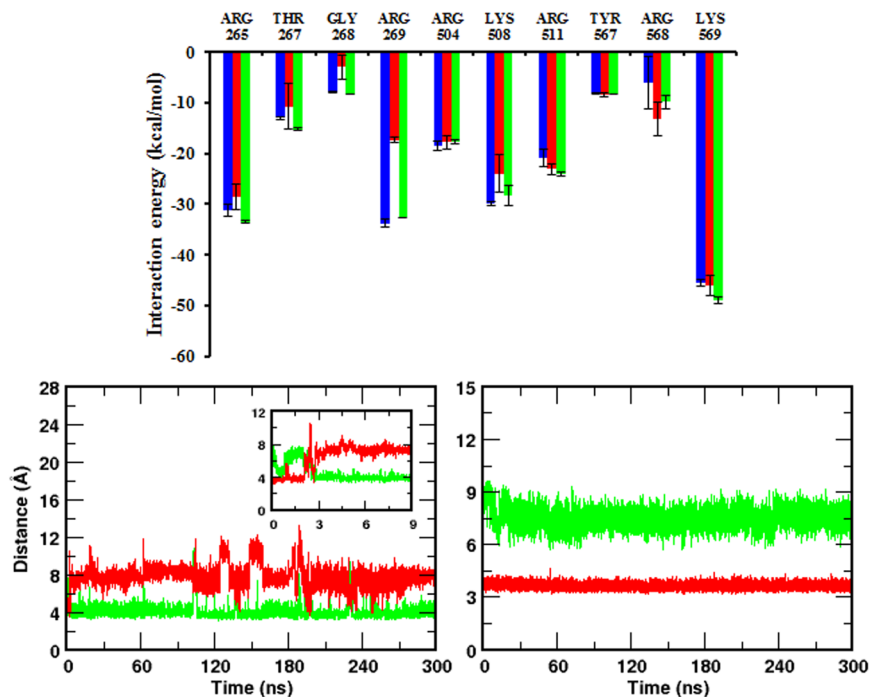 ARG THR GLY ARG ARG LYS ARG TYR ARG LYS
265 267 268 269 504 508 511 567 568 569
0
-10
-20
-30
-40
-50
-60
Interaction energy (kcal/mol)
28
24
20
16
12
8
4
0
Distance (Å)
0 60 120 180 240 300
Time (ns)
12
8
4
0
0 3 6 9
15
12
9
6
3
0
0 60 120 180 240 300
Time (ns)